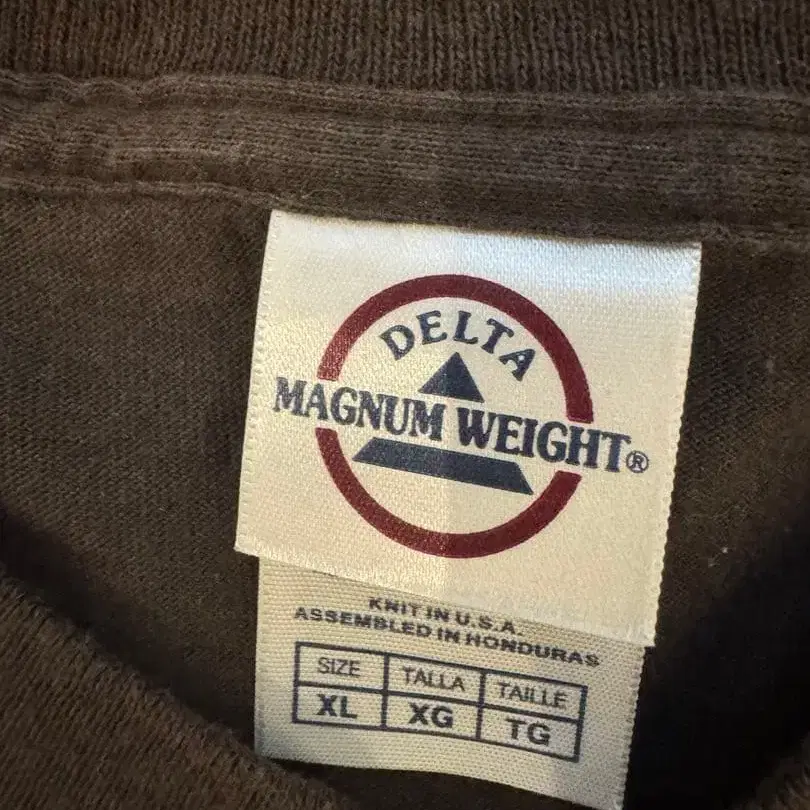 DELTA
MAGNUM WEIGHT®
KNIT IN U.S.A.
ASSEMBLED IN HONDURAS
SIZE TALLA TAILLE
XL XG TG